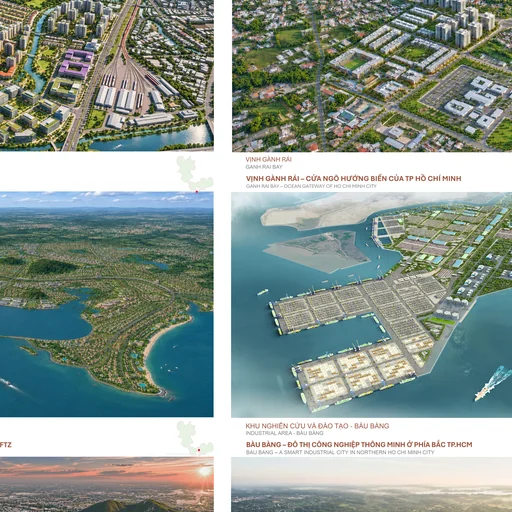 VỊNH GÀNH RÁI
GANH RAI BAY
VỊNH GÀNH RÁI – CỬA NGÕ HƯỚNG BIỂN CỦA TP HỒ CHÍ MINH
GANH RAI BAY – OCEAN GATEWAY OF HO CHI MINH CITY
KHU NGHIÊN CỨU VÀ ĐÀO TẠO - BÀU BÀNG
INDUSTRIAL AREA - BAU BANG
FTZ
BÀU BÀNG – ĐÔ THỊ CÔNG NGHIỆP THÔNG MINH Ở PHÍA BẮC TP.HCM
BAU BANG – A SMART INDUSTRIAL CITY IN NORTHERN HO CHI MINH CITY